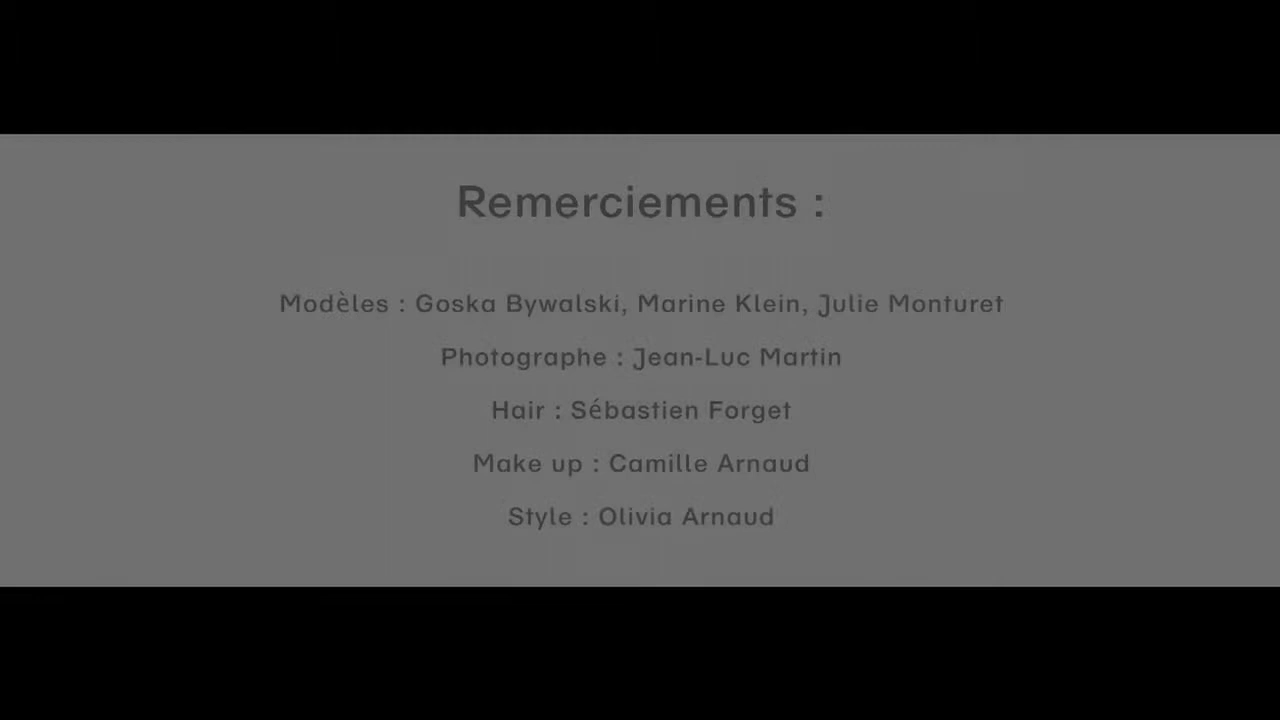 Remerciements :
Modèles : Goska Bywalski, Marine Klein, Julie Monturet
Photographe : Jean-Luc Martin
Hair : Sébastien Forget
Make up : Camille Arnaud
Style : Olivia Arnaud